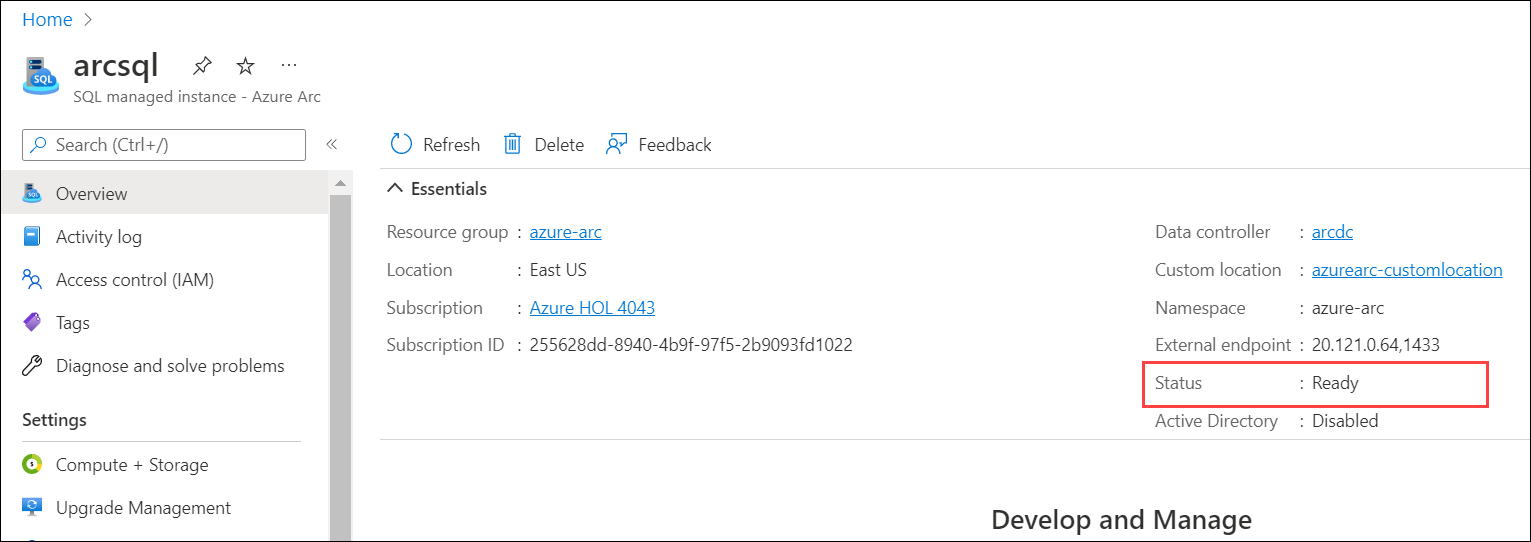 Home >
arcsql ...
SQL managed instance - Azure Arc
Search (Ctrl+/) «
Overview
Activity log
Access control (IAM)
Tags
Diagnose and solve problems
Settings
Compute + Storage
Upgrade Management
Refresh Delete Feedback
Essentials
Resource group : azure-arc
Location : East US
Subscription : Azure HOL 4043
Subscription ID : 255628dd-8940-4b9f-97f5-2b9093fd1022
Data controller : arcdc
Custom location : azurearc-customlocation
Namespace : azure-arc
External endpoint : 20.121.0.64,1433
Status : Ready
Active Directory : Disabled
Develop and Manage